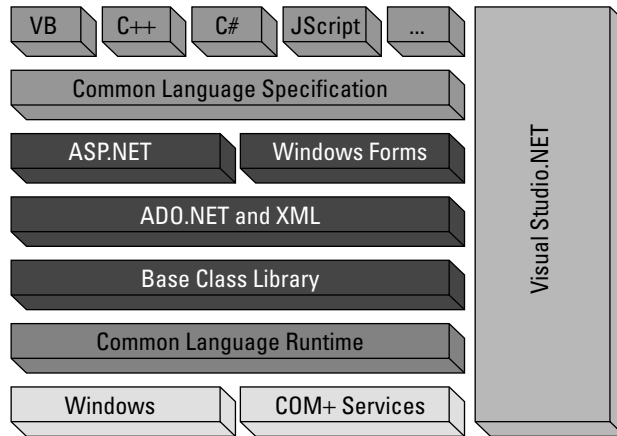 VB
C++
C#
JScript
...
Common Language Specification
ASP.NET
Windows Forms
ADO.NET and XML
Base Class Library
Common Language Runtime
Windows
COM+ Services
Visual Studio.NET